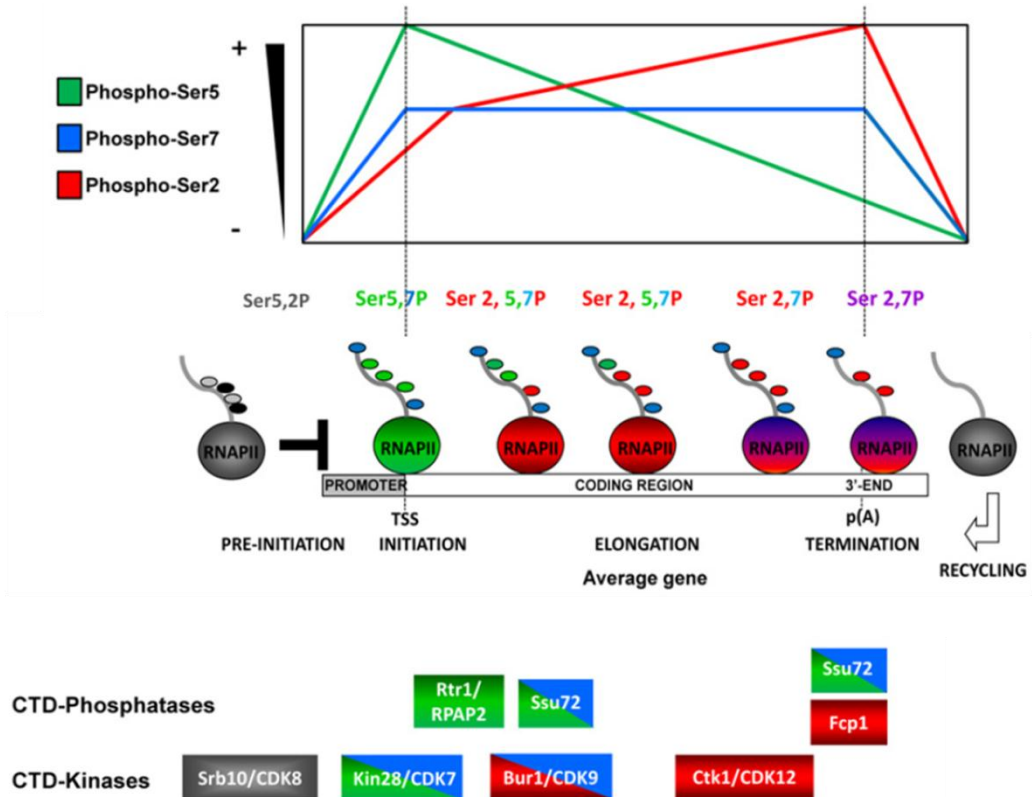 +
Phospho-Ser5
Phospho-Ser7
Phospho-Ser2
-
Ser5,2P
Ser5,7P
Ser 2, 5,7P
Ser 2, 5,7P
Ser 2,7P
Ser 2,7P
RNAPII
RNAPII
RNAPII
RNAPII
RNAPII
RNAPII
RNAPII
PROMOTER
CODING REGION
3'-END
TSS
p(A)
PRE-INITIATION
INITIATION
ELONGATION
TERMINATION
RECYCLING
Average gene
CTD-Phosphatases
Rtr1/
RPAP2
Ssu72
Ssu72
Fcp1
CTD-Kinases
Srb10/CDK8
Kin28/CDK7
Bur1/CDK9
Ctk1/CDK12